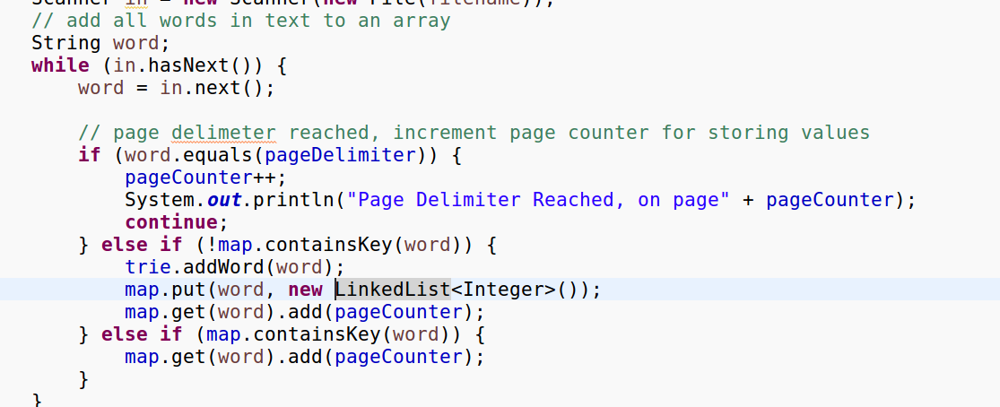 Scanner in = new Scanner(new File(filename));
// add all words in text to an array
String word;
while (in.hasNext()) {
word = in.next();
// page delimeter reached, increment page counter for storing values
if (word.equals(pageDelimiter)) {
pageCounter++;
System.out.println("Page Delimiter Reached, on page" + pageCounter);
continue;
} else if (!map.containsKey(word)) {
trie.addWord(word);
map.put(word, new LinkedList<Integer>());
map.get(word).add(pageCounter);
} else if (map.containsKey(word)) {
map.get(word).add(pageCounter);
}
}